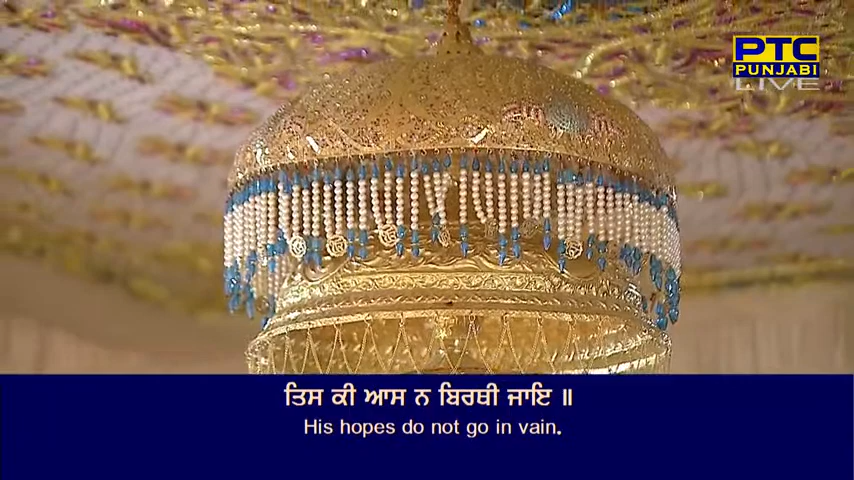 PTC
PUNJABI
LIVE
ਤਿਸ ਕੀ ਆਸ ਨ ਬਿਰਥੀ ਜਾਇ ॥
His hopes do not go in vain.